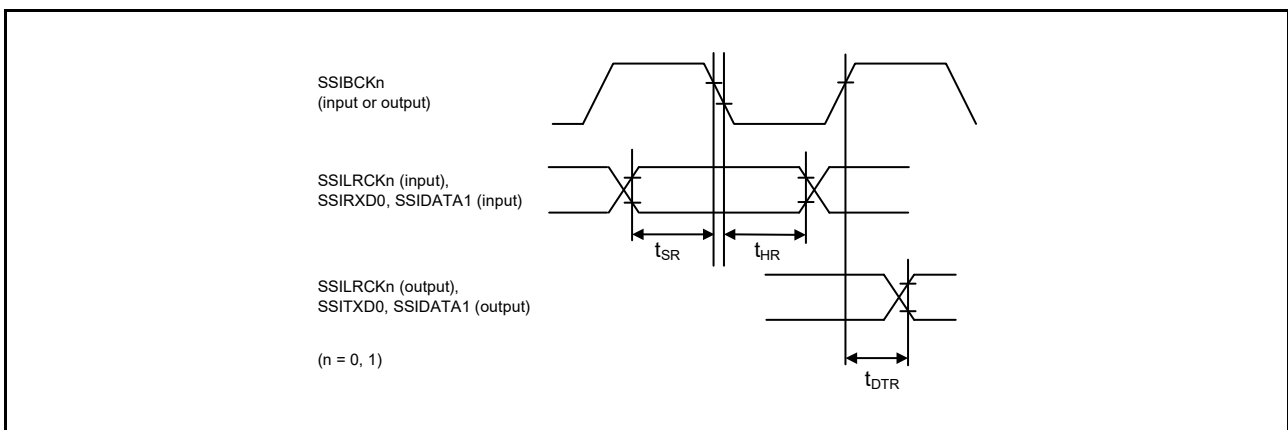 SSIBCKn
(input or output)
SSILRCKn (input),
SSIRXD0, SSIDATA1 (input)
tSR
tHR
SSILRCKn (output),
SSITXD0, SSIDATA1 (output)
(n = 0, 1)
tDTR